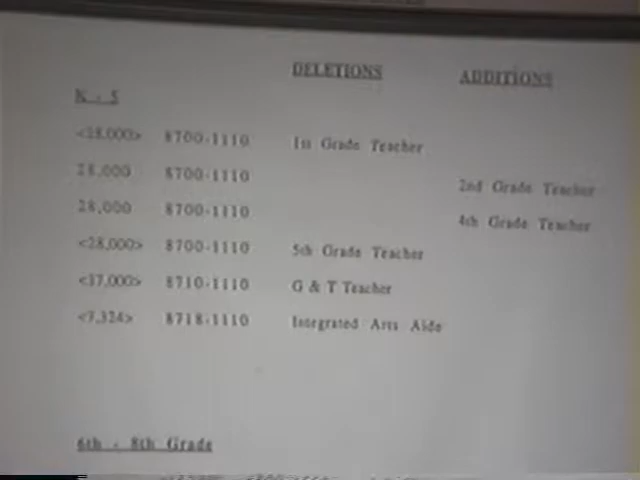 DELETIONS ADDITIONS
K - 5
<28,000> 8700-1110 1st Grade Teacher
28,000 8700-1110 2nd Grade Teacher
28,000 8700-1110 4th Grade Teacher
<28,000> 8700-1110 5th Grade Teacher
<37,000> 8710-1110 G & T Teacher
<7,324> 8718-1110 Integrated Arts Aide
6th - 8th Grade